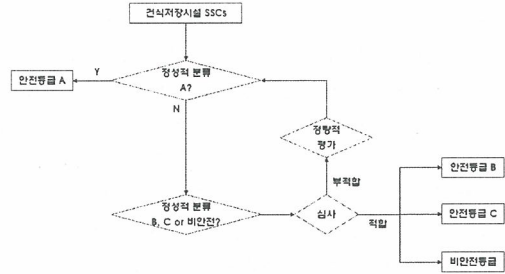 건식저장시설 SSCs
안전등급 A
Y
정성적 분류
A?
N
정량적
평가
부적합
정성적 분류
B, C or 비안전?
심사
적합
안전등급 B
안전등급 C
비안전등급